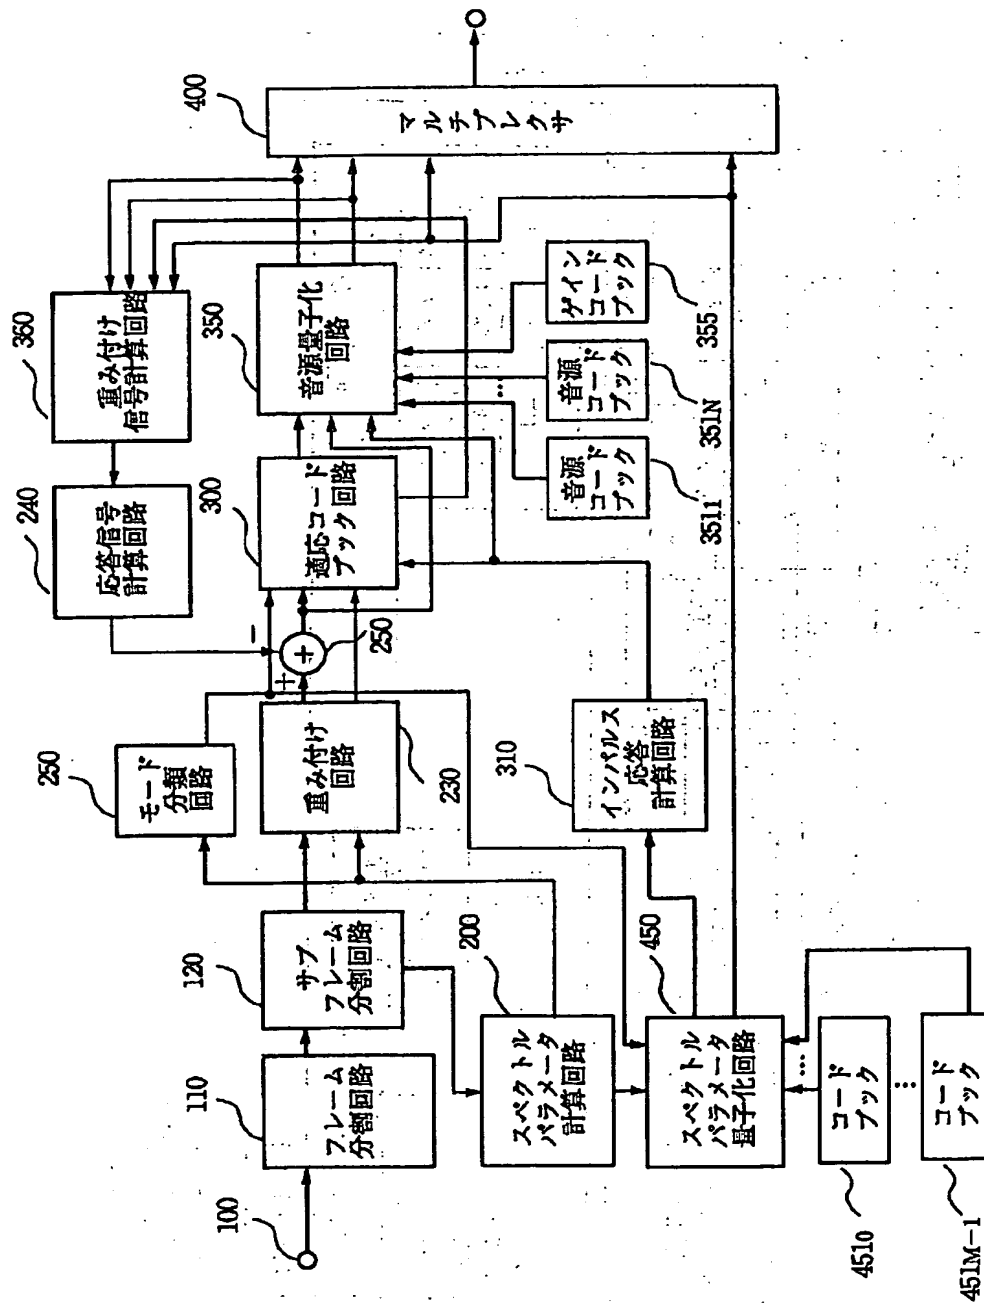 100
110
フレーム
分割回路
120
サブ
フレーム
分割回路
250
モード
分類
回路
重み付け
回路
230
+
−
+
250
240
応答信号
計算回路
360
重み付け
信号計算回路
300
適応コード
ブック回路
350
音源量子化
回路
400
マルチプレクサ
200
スペクトル
パラメータ
計算回路
450
スペクトル
パラメータ
量子化回路
310
インパルス
応答
計算回路
音源
コード
ブック
3511
…
音源
コード
ブック
351N
ゲイン
コード
ブック
355
…
コード
ブック
4510
…
コード
ブック
451M-1